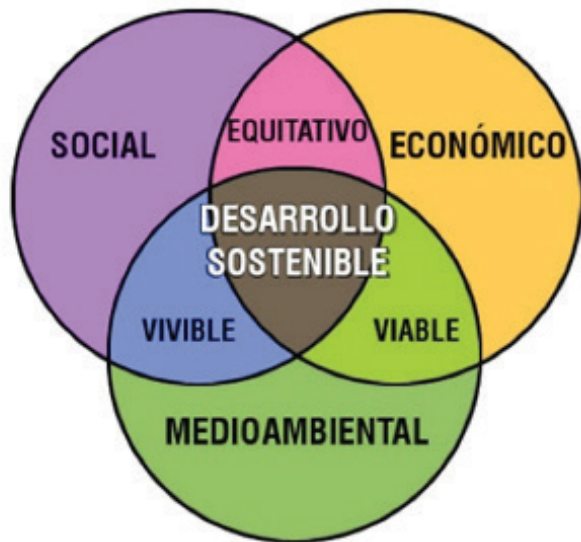 SOCIAL
EQUITATIVO
ECONÓMICO
DESARROLLO
SOSTENIBLE
VIVIBLE
VIABLE
MEDIOAMBIENTAL